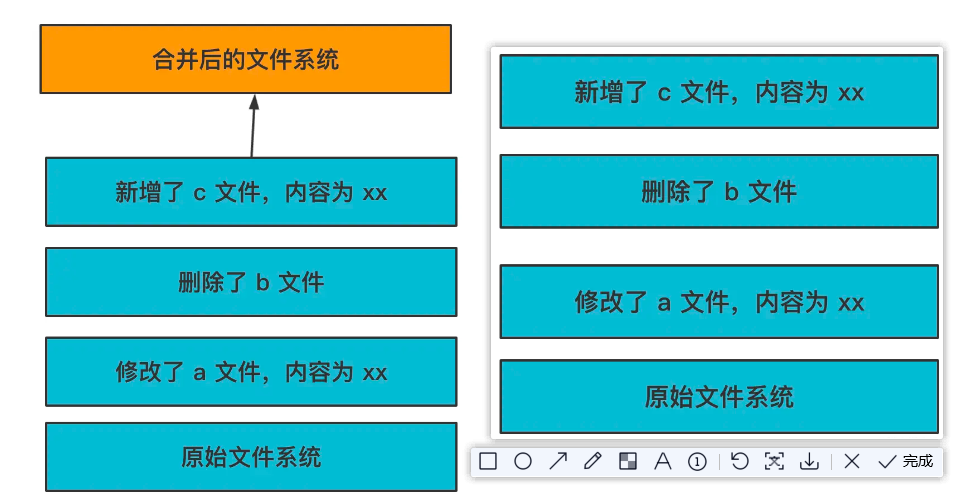 合并后的文件系统
新增了 c 文件，内容为 xx
删除了 b 文件
修改了 a 文件，内容为 xx
原始文件系统
新增了 c 文件，内容为 xx
删除了 b 文件
修改了 a 文件，内容为 xx
原始文件系统
完成